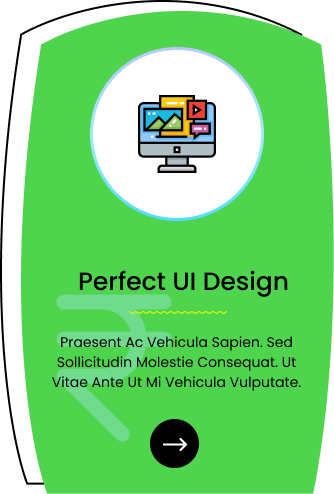 Perfect UI Design
Praesent Ac Vehicula Sapien. Sed
Sollicitudin Molestie Consequat. Ut
Vitae Ante Ut Mi Vehicula Vulputate.